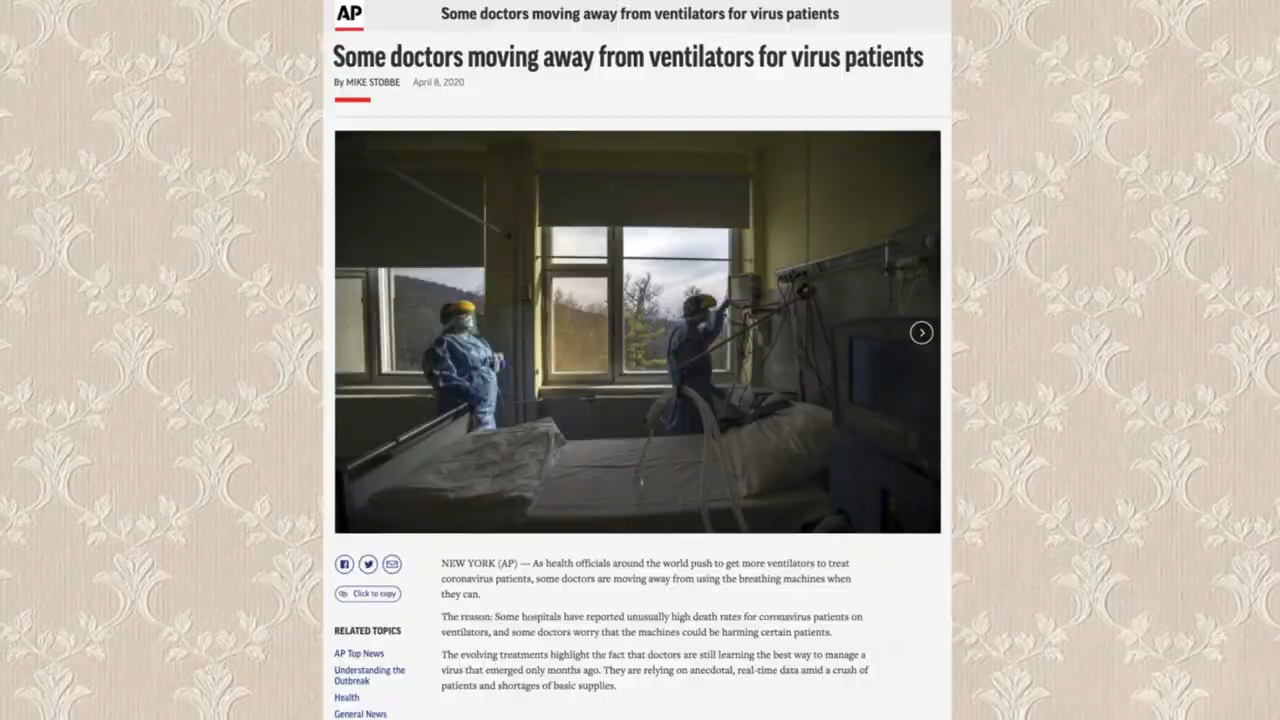 AP
Some doctors moving away from ventilators for virus patients
Some doctors moving away from ventilators for virus patients
By MIKE STOBBE April 8, 2020
NEW YORK (AP) — As health officials around the world push to get more ventilators to treat
coronavirus patients, some doctors are moving away from using the breathing machines when
they can.
Click to copy
The reason: Some hospitals have reported unusually high death rates for coronavirus patients on
ventilators, and some doctors worry that the machines could be harming certain patients.
The evolving treatments highlight the fact that doctors are still learning the best way to manage a
virus that emerged only months ago. They are relying on anecdotal, real-time data amid a crush of
patients and shortages of basic supplies.
RELATED TOPICS
AP Top News
Understanding the
Outbreak
Health
General News